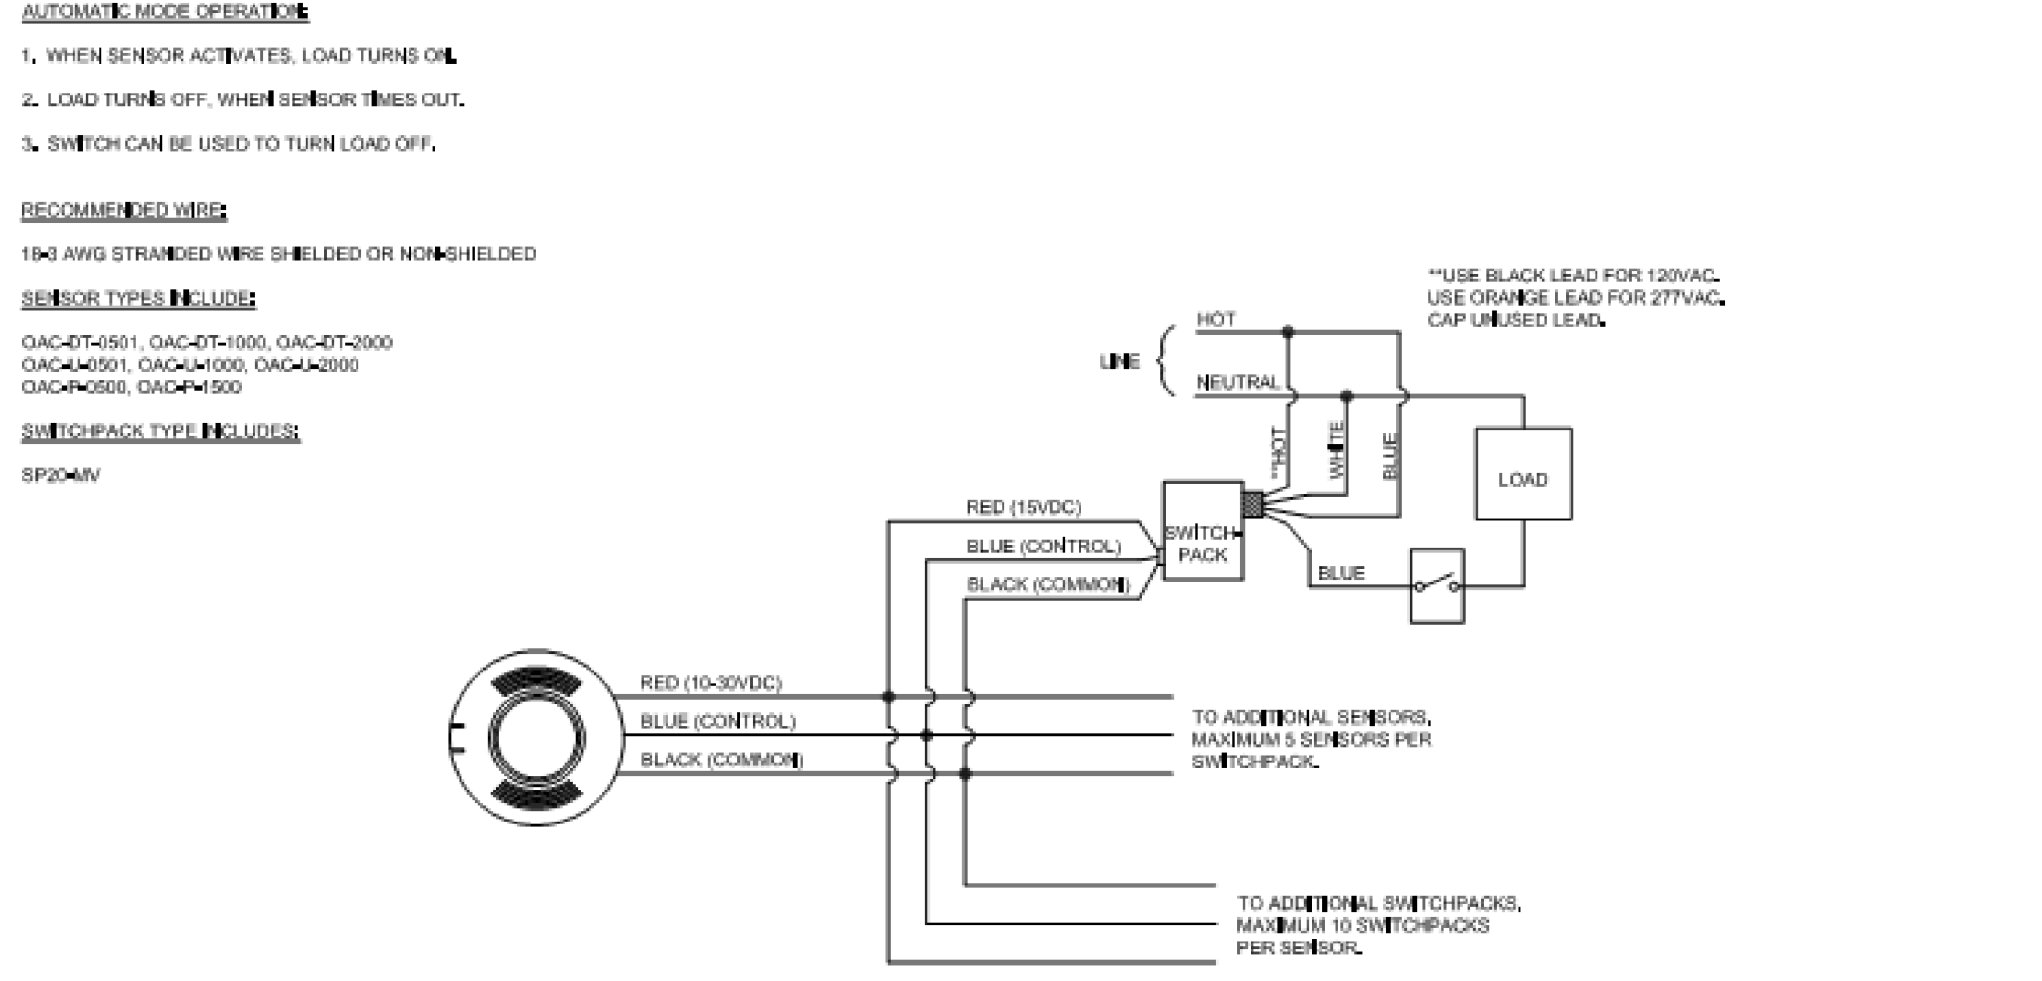 AUTOMATIC MODE OPERATION:
1. WHEN SENSOR ACTIVATES, LOAD TURNS ON.
2. LOAD TURNS OFF, WHEN SENSOR TIMES OUT.
3. SWITCH CAN BE USED TO TURN LOAD OFF.
RECOMMENDED WIRE:
18-3 AWG STRANDED WIRE SHIELDED OR NON-SHIELDED
SENSOR TYPES INCLUDE:
OAC-DT-0501, OAC-DT-1000, OAC-DT-2000
OAC-U-0501, OAC-U-1000, OAC-U-2000
OAC-P-0500, OAC-P-1500
SWITCHPACK TYPE INCLUDES:
SP20-MV
**USE BLACK LEAD FOR 120VAC.
USE ORANGE LEAD FOR 277VAC.
CAP UNUSED LEAD.
HOT
LINE
NEUTRAL
**HOT
WHITE
BLUE
LOAD
RED (15VDC)
BLUE (CONTROL)
BLACK (COMMON)
SWITCH-
PACK
BLUE
RED (10-30VDC)
BLUE (CONTROL)
BLACK (COMMON)
TO ADDITIONAL SENSORS,
MAXIMUM 5 SENSORS PER
SWITCHPACK.
TO ADDITIONAL SWITCHPACKS,
MAXIMUM 10 SWITCHPACKS
PER SENSOR.